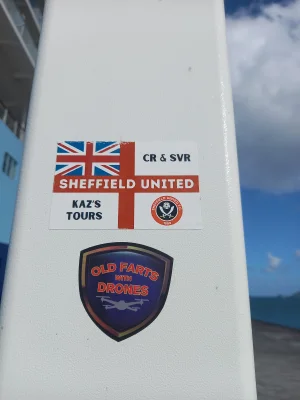 CR & SVR
SHEFFIELD UNITED
KAZ'S
TOURS
OLD FARTS
WITH
DRONES